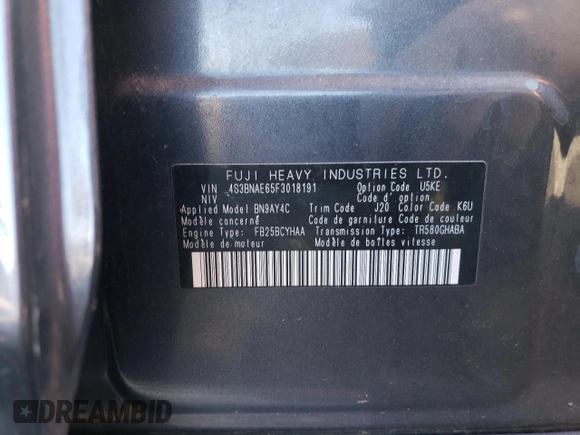 FUJI HEAVY INDUSTRIES LTD.
VIN 4S3BNAE65F3018191 Option Code U5KE
NIV Code d' option
Applied Model BN9AY4C Trim Code J20 Color Code K6U
Modèle concerné Code de garniture Code de couleur
Engine Type: FB25BCYHAA Transmission Type: TR580GHABA
Modèle de moteur Modèle de boîtes vitesse
DREAMBID